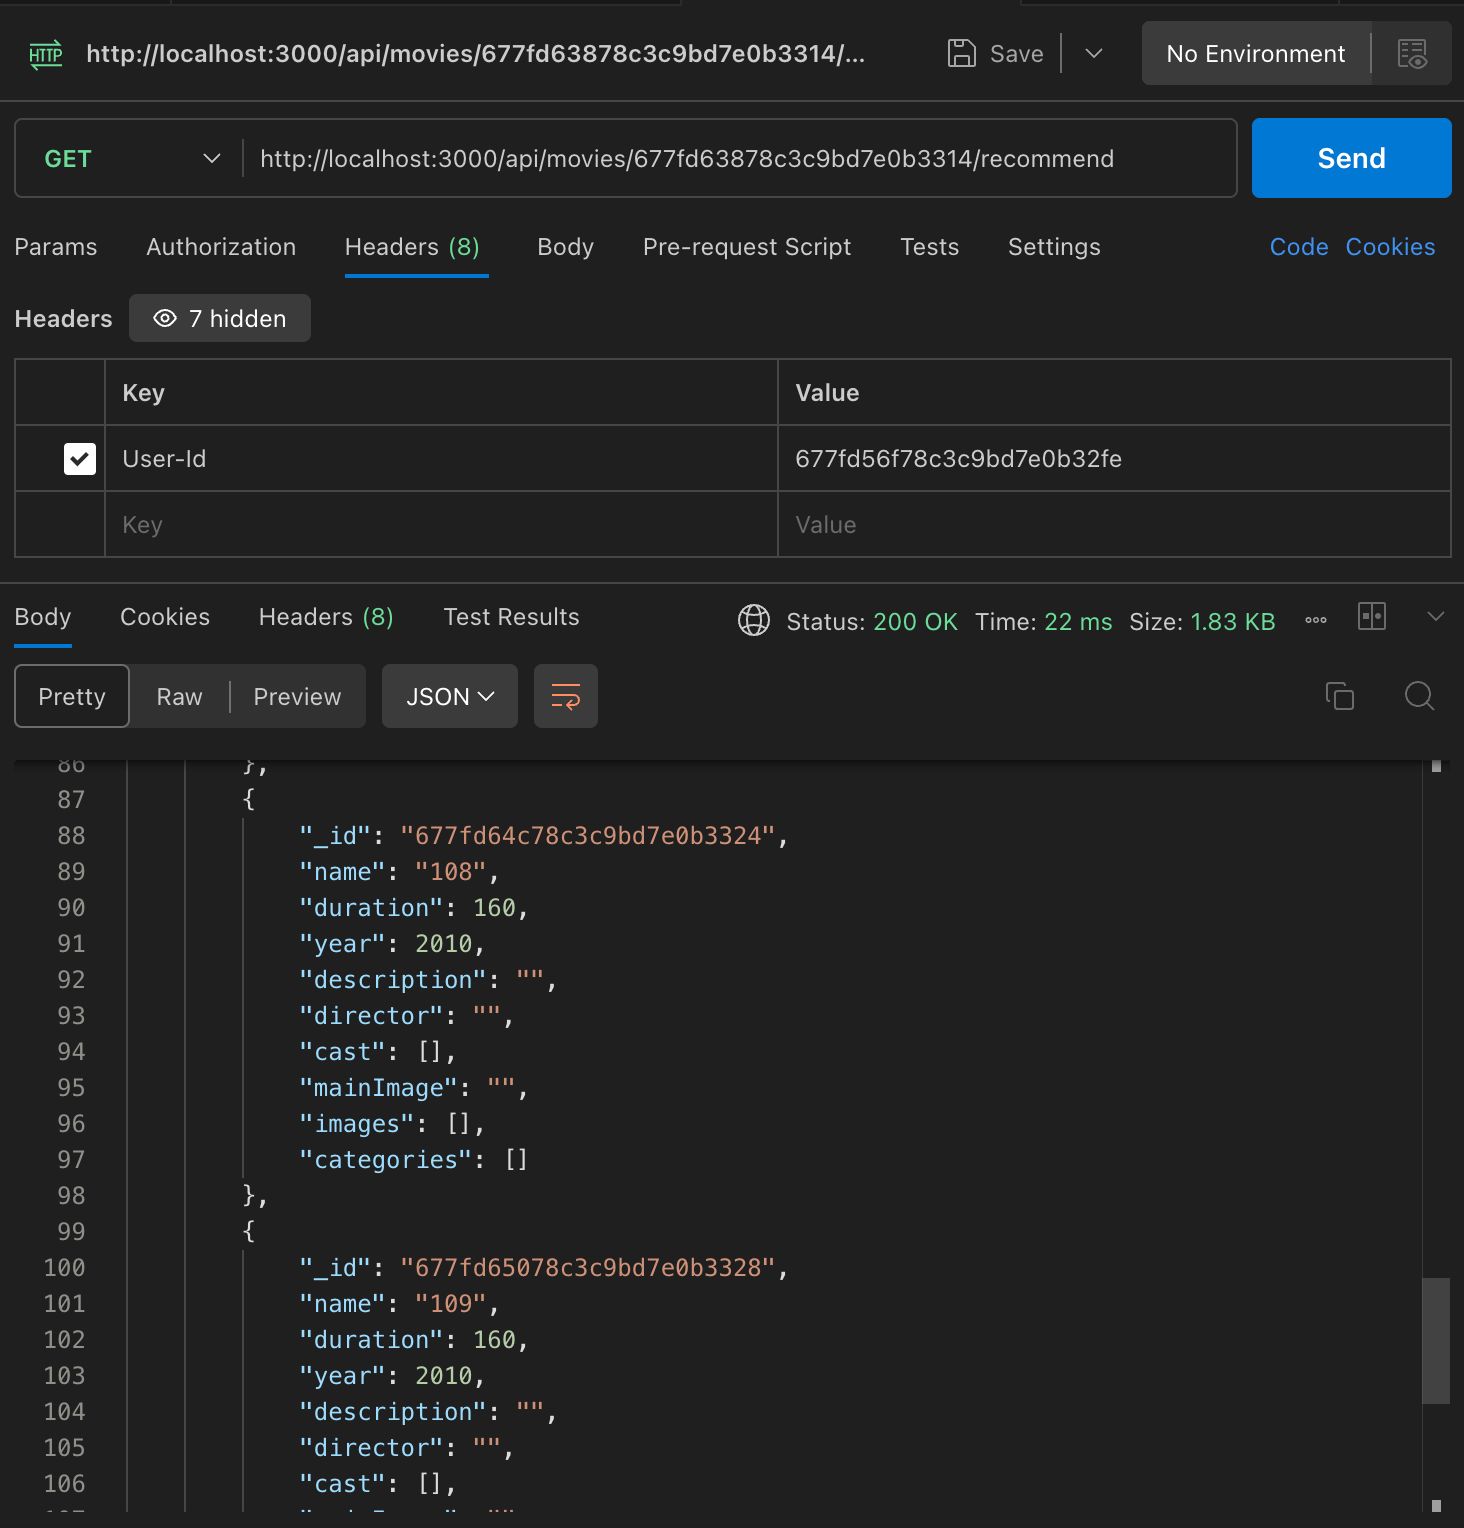 HTTP http://localhost:3000/api/movies/677fd63878c3c9bd7e0b3314/... Save No Environment
GET http://localhost:3000/api/movies/677fd63878c3c9bd7e0b3314/recommend Send
Params Authorization Headers (8) Body Pre-request Script Tests Settings Code Cookies
Headers 7 hidden
Key Value
User-Id 677fd56f78c3c9bd7e0b32fe
Key Value
Body Cookies Headers (8) Test Results Status: 200 OK Time: 22 ms Size: 1.83 KB
Pretty Raw Preview JSON
86 },
87 {
88 "_id": "677fd64c78c3c9bd7e0b3324",
89 "name": "108",
90 "duration": 160,
91 "year": 2010,
92 "description": "",
93 "director": "",
94 "cast": [],
95 "mainImage": "",
96 "images": [],
97 "categories": []
98 },
99 {
100 "_id": "677fd65078c3c9bd7e0b3328",
101 "name": "109",
102 "duration": 160,
103 "year": 2010,
104 "description": "",
105 "director": "",
106 "cast": [],